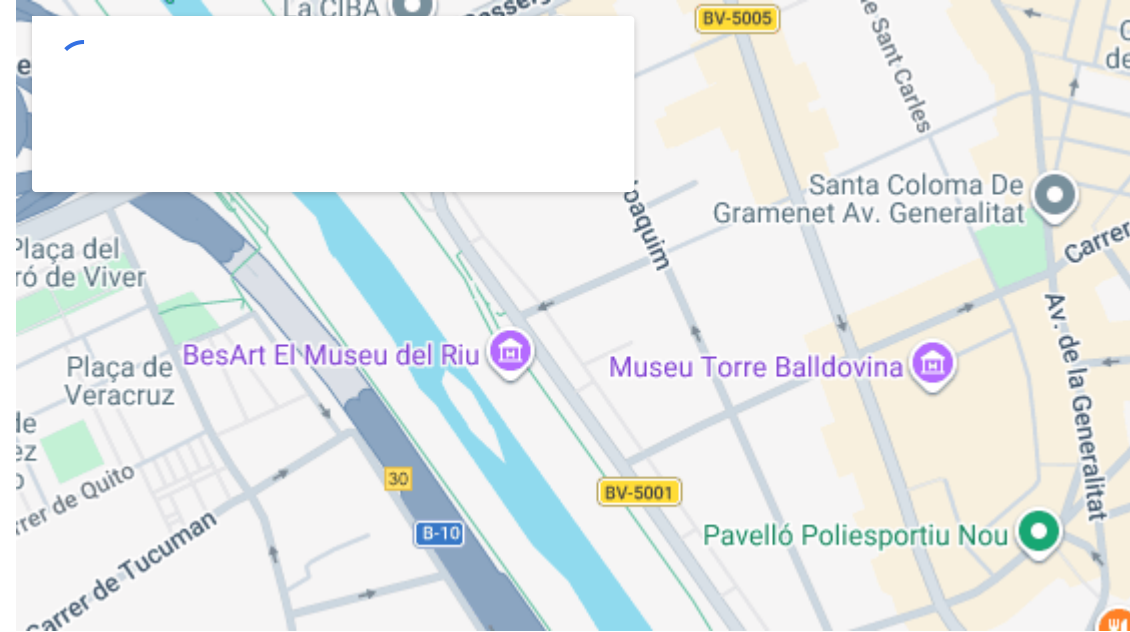 La CIBA
BV-5005
de Sant Carles
Santa Coloma De
Gramenet Av. Generalitat
Carrer
Joaquim
Plaça del
ró de Viver
BesArt El Museu del Riu
Museu Torre Balldovina
Plaça de
Veracruz
Av. de la Generalitat
30
BV-5001
B-10
Pavelló Poliesportiu Nou
rrer de Quito
Carrer de Tucuman